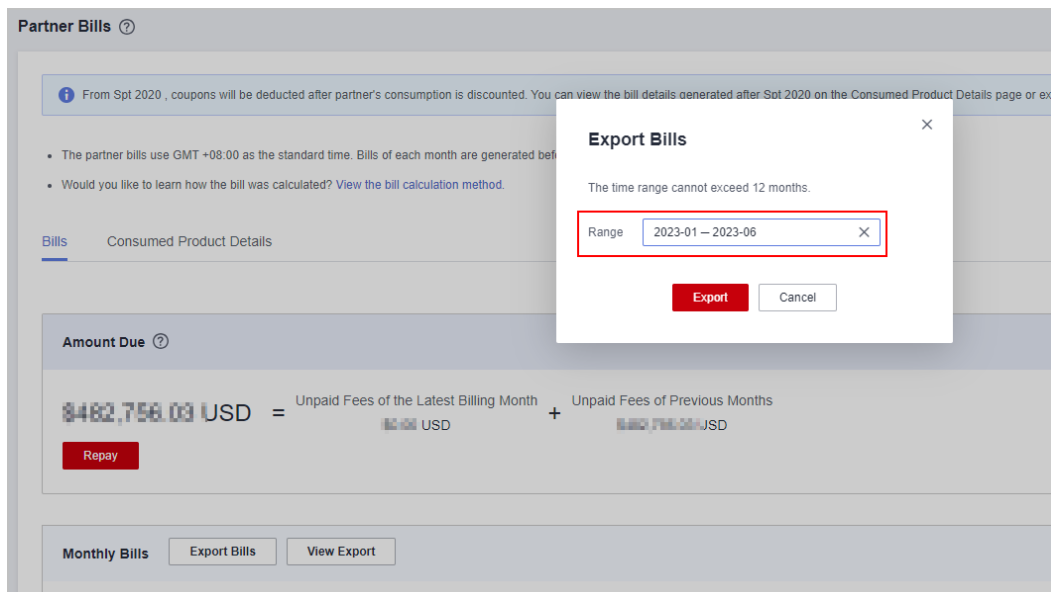 Partner Bills
From Spt 2020 , coupons will be deducted after partner's consumption is discounted. You can view the bill details generated after Spt 2020 on the Consumed Product Details page or ex
The partner bills use GMT +08:00 as the standard time. Bills of each month are generated bef
Would you like to learn how the bill was calculated? View the bill calculation method.
Bills Consumed Product Details
Export Bills
The time range cannot exceed 12 months.
Range 2023-01 — 2023-06
Export Cancel
Amount Due
USD = Unpaid Fees of the Latest Billing Month + Unpaid Fees of Previous Months
USD USD
Repay
Monthly Bills Export Bills View Export